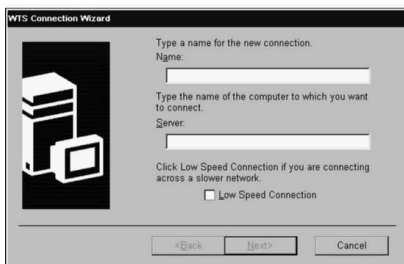 WTS Connection Wizard
Type a name for the new connection.
Name:
Type the name of the computer to which you want
to connect.
Server:
Click Low Speed Connection if you are connecting
across a slower network.
Low Speed Connection
<Back
Next>
Cancel